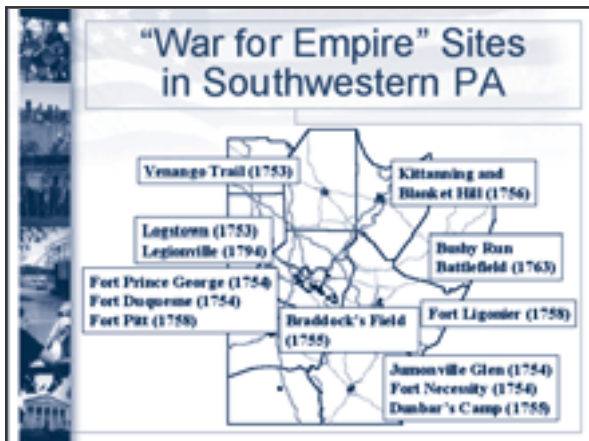 "War for Empire" Sites
in Southwestern PA
Venango Trail (1753)
Kittanning and
Blanket Hill (1756)
Logstown (1753)
Legionville (1794)
Bushy Run
Battlefield (1763)
Fort Prince George (1754)
Fort Duquesne (1754)
Fort Pitt (1758)
Braddock's Field
(1755)
Fort Ligonier (1758)
Jumonville Glen (1754)
Fort Necessity (1754)
Dunbar's Camp (1755)